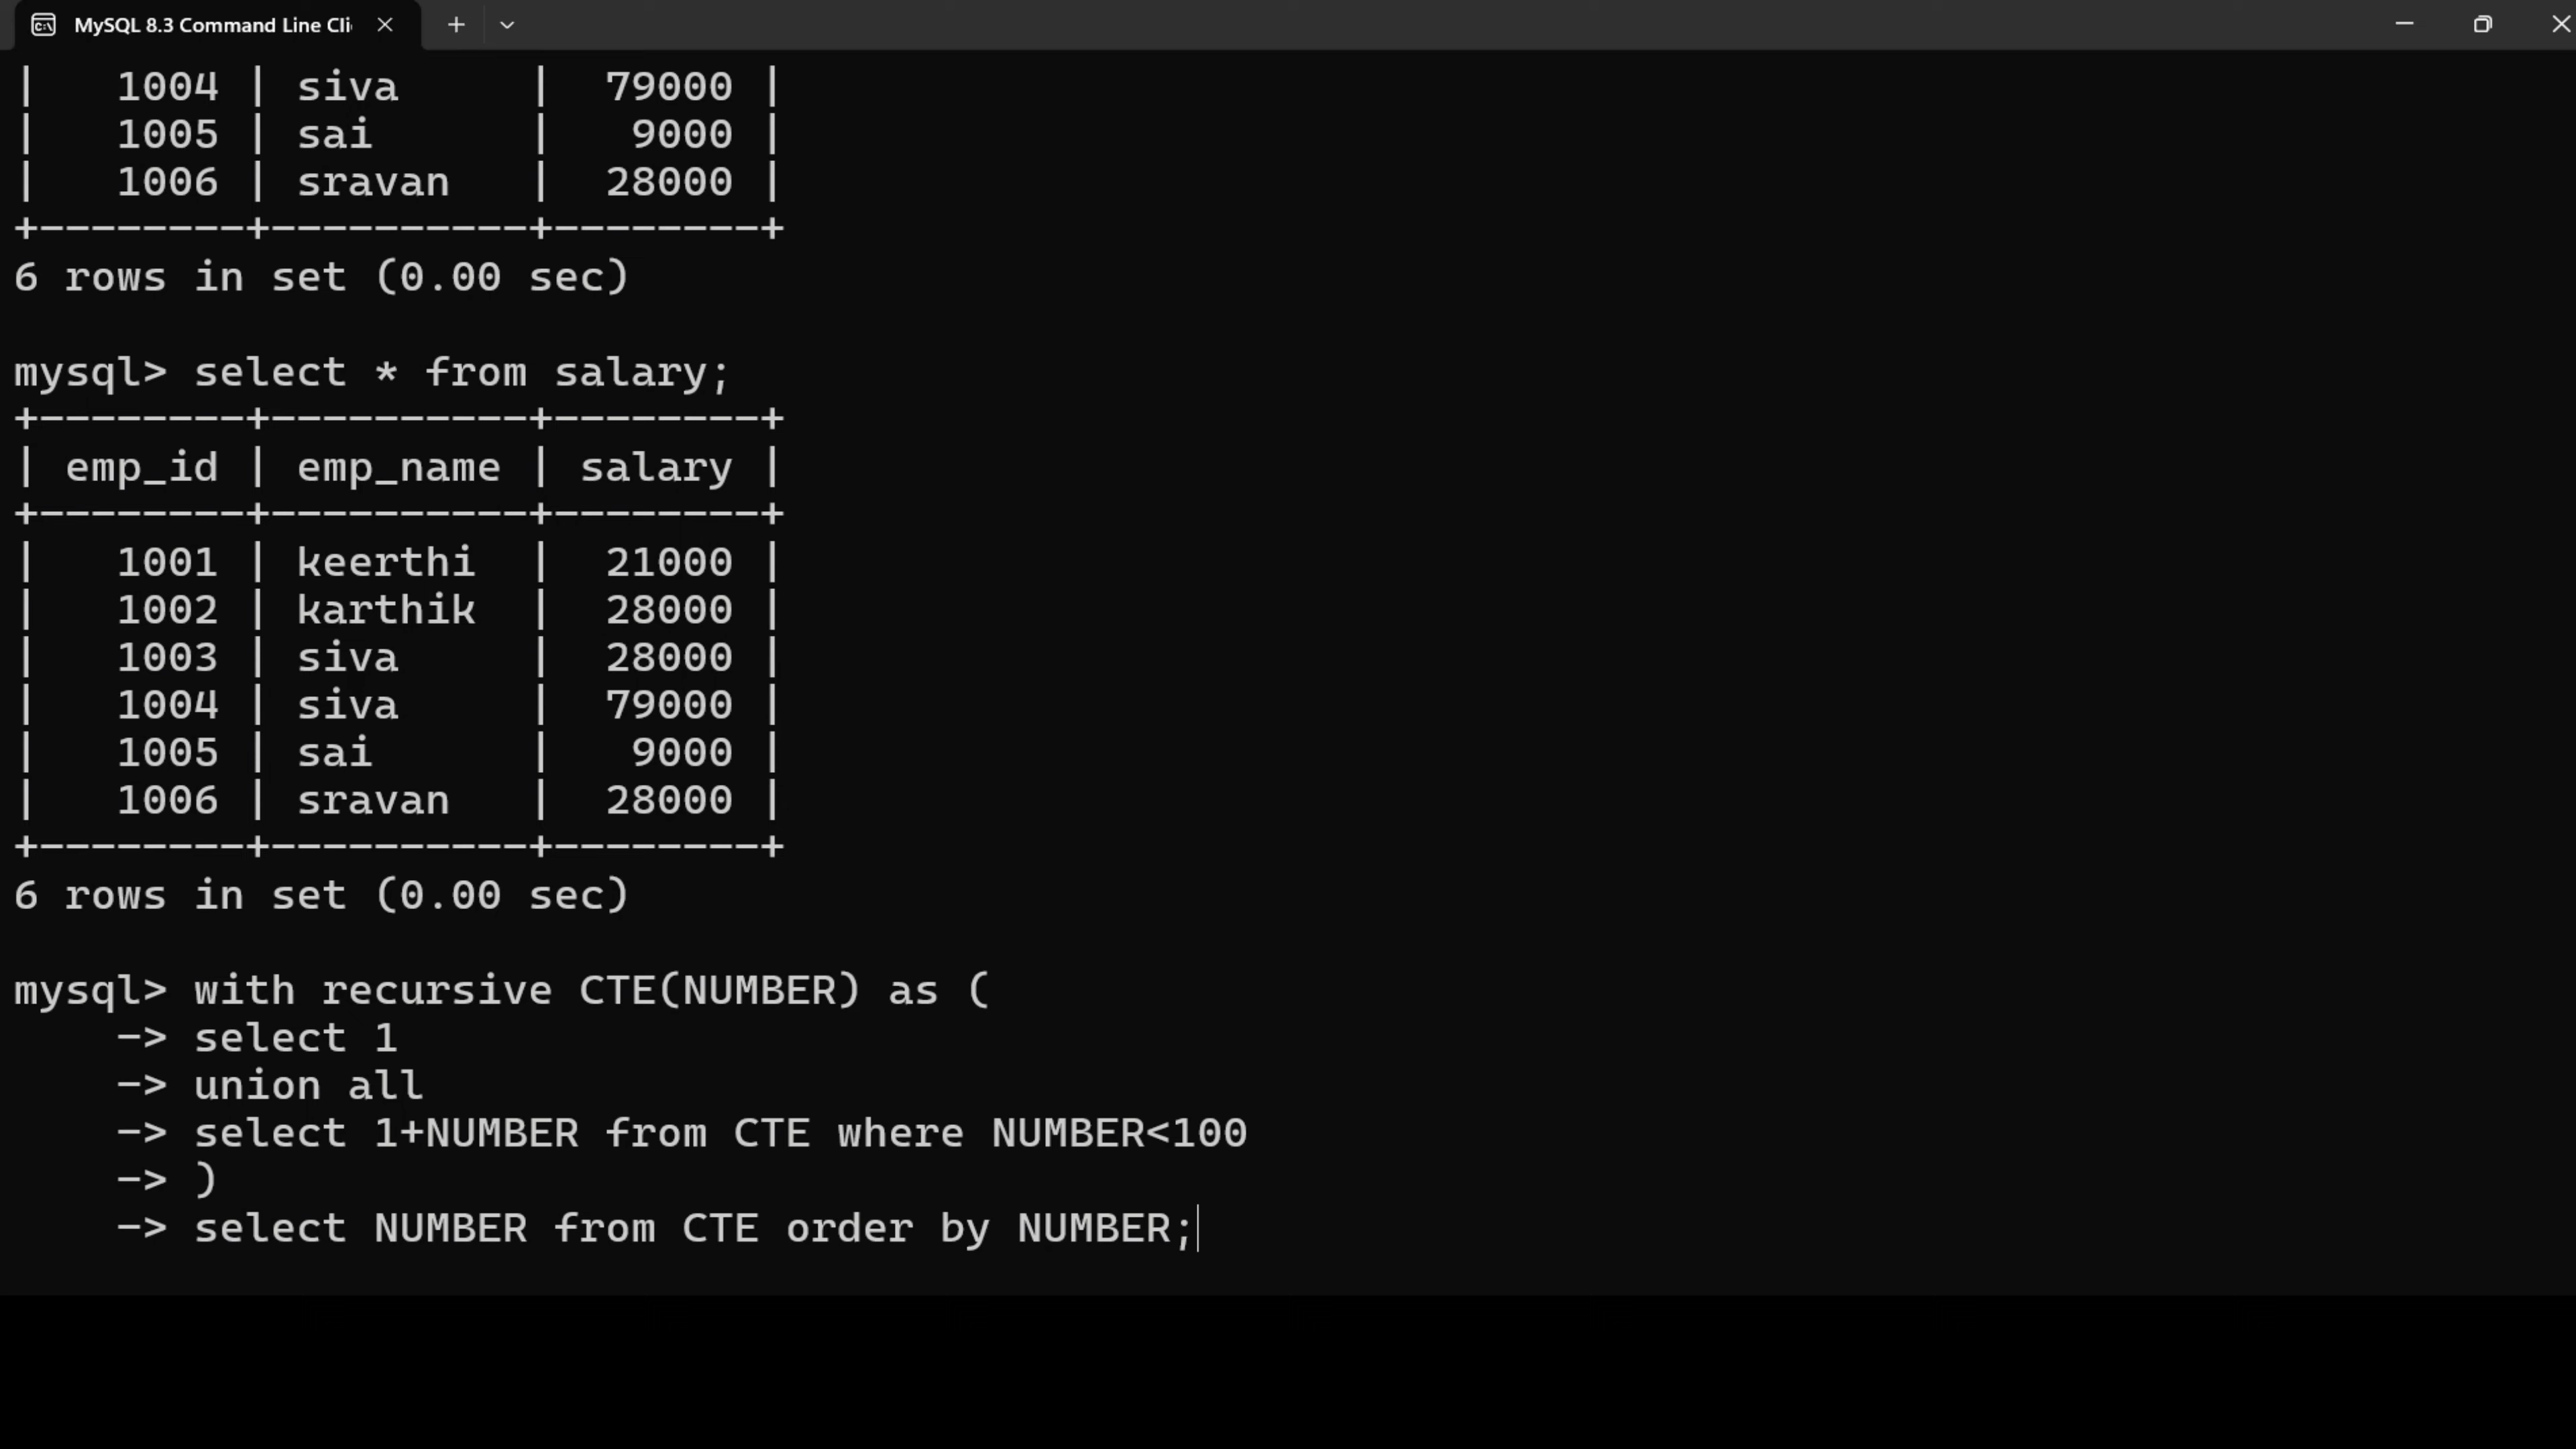 MySQL 8.3 Command Line Cli
|   1004 | siva     |  79000 |
|   1005 | sai      |   9000 |
|   1006 | sravan   |  28000 |
+--------+----------+--------+
6 rows in set (0.00 sec)
mysql> select * from salary;
+--------+----------+--------+
| emp_id | emp_name | salary |
+--------+----------+--------+
|   1001 | keerthi  |  21000 |
|   1002 | karthik  |  28000 |
|   1003 | siva     |  28000 |
|   1004 | siva     |  79000 |
|   1005 | sai      |   9000 |
|   1006 | sravan   |  28000 |
+--------+----------+--------+
6 rows in set (0.00 sec)
mysql> with recursive CTE(NUMBER) as (
    -> select 1
    -> union all
    -> select 1+NUMBER from CTE where NUMBER<100
    -> )
    -> select NUMBER from CTE order by NUMBER;